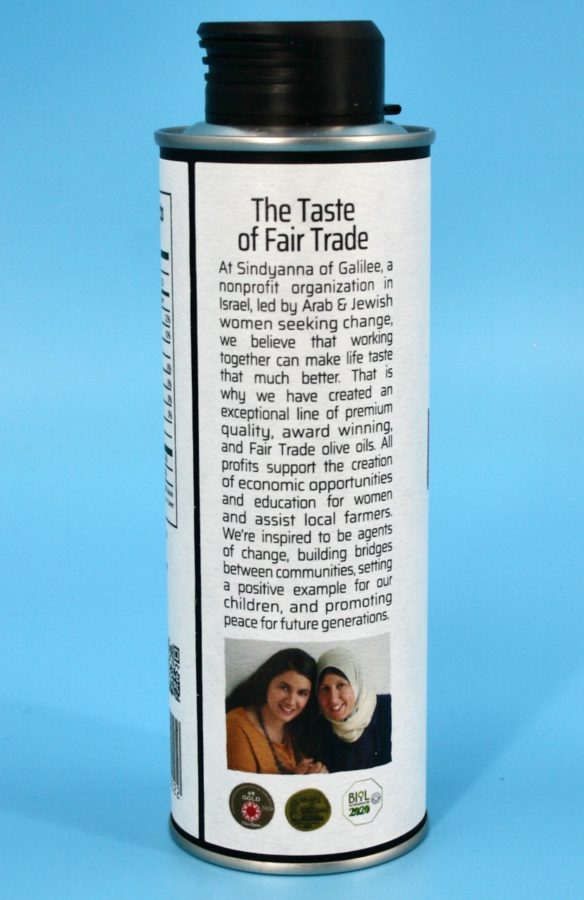 The Taste
of Fair Trade
At Sindyanna of Galilee, a
nonprofit organization in
Israel, led by Arab & Jewish
women seeking change,
we believe that working
together can make life taste
that much better. That is
why we have created an
exceptional line of premium
quality, award winning,
and Fair Trade olive oils. All
profits support the creation
of economic opportunities
and education for women
and assist local farmers.
We're inspired to be agents
of change, building bridges
between communities, setting
a positive example for our
children, and promoting
peace for future generations.
GOLD
BIOL
2020